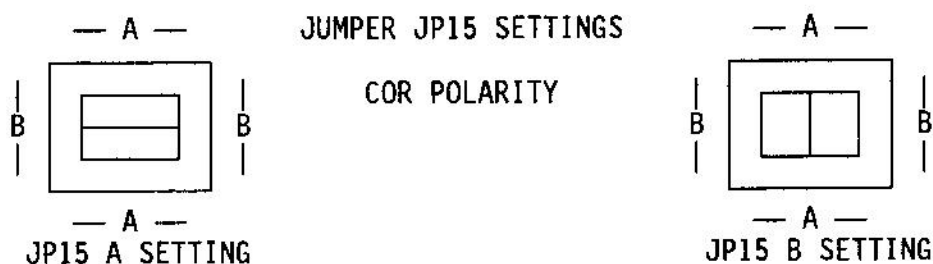 — A — JUMPER JP15 SETTINGS — A —
COR POLARITY
B B B B
— A — — A —
JP15 A SETTING JP15 B SETTING